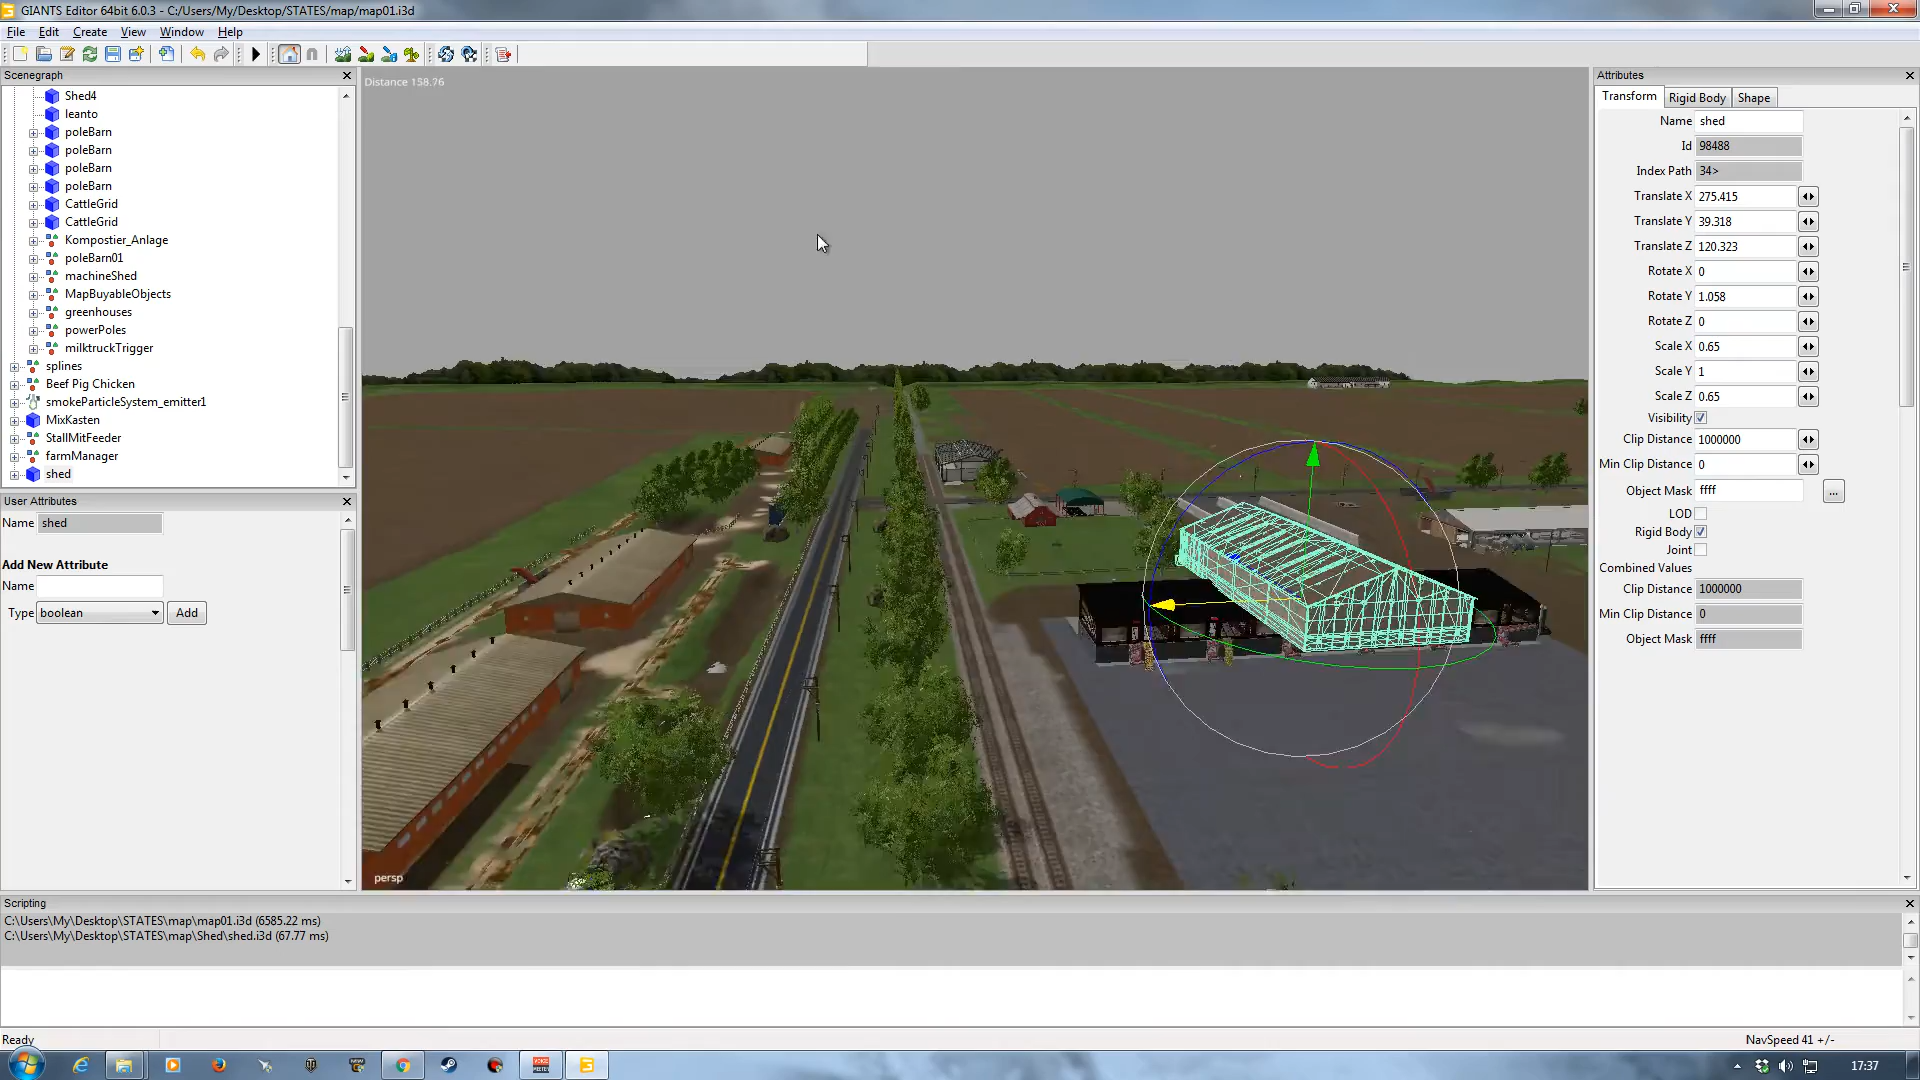 GIANTS Editor 64bit 6.0.3 - C:/Users/My/Desktop/STATES/map/map01.i3d
File Edit Create View Window Help
Scenegraph
Shed4
leanto
poleBarn
poleBarn
poleBarn
poleBarn
CattleGrid
CattleGrid
Kompostier_Anlage
poleBarn01
machineShed
MapBuyableObjects
greenhouses
powerPoles
milktruckTrigger
splines
Beef Pig Chicken
smokeParticleSystem_emitter1
MixKasten
StallMitFeeder
farmManager
shed
User Attributes
Name shed
Add New Attribute
Name
Type boolean Add
Distance 158.76
persp
Attributes
Transform Rigid Body Shape
Name shed
Id 98488
Index Path 34>
Translate X 275.415
Translate Y 39.318
Translate Z 120.323
Rotate X 0
Rotate Y 1.058
Rotate Z 0
Scale X 0.65
Scale Y 1
Scale Z 0.65
Visibility
Clip Distance 1000000
Min Clip Distance 0
Object Mask ffff ...
LOD
Rigid Body
Joint
Combined Values
Clip Distance 1000000
Min Clip Distance 0
Object Mask ffff
Scripting
C:\Users\My\Desktop\STATES\map\map01.i3d (6585.22 ms)
C:\Users\My\Desktop\STATES\map\Shed\shed.i3d (67.77 ms)
Ready
NavSpeed 41 +/-
17:37